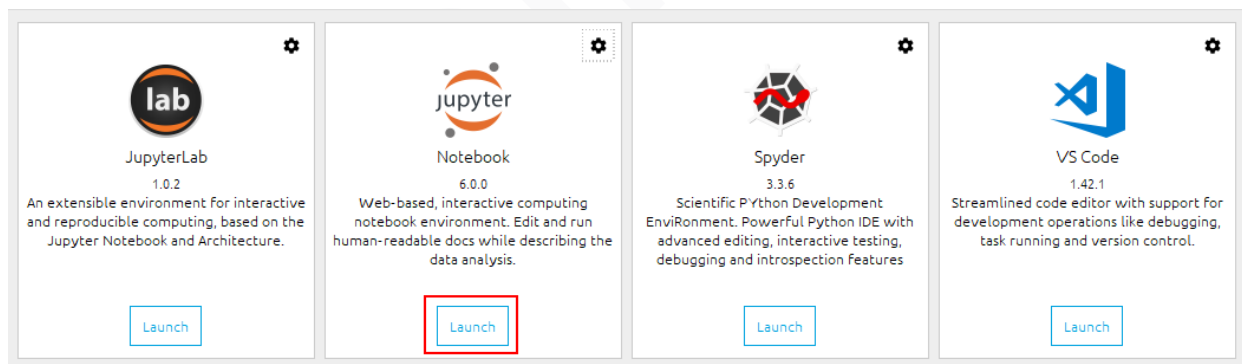 lab
JupyterLab
1.0.2
An extensible environment for interactive
and reproducible computing, based on the
Jupyter Notebook and Architecture.
Launch
jupyter
Notebook
6.0.0
Web-based, interactive computing
notebook environment. Edit and run
human-readable docs while describing the
data analysis.
Launch
Spyder
3.3.6
Scientific PYthon Development
EnviRonment. Powerful Python IDE with
advanced editing, interactive testing,
debugging and introspection features
Launch
VS Code
1.42.1
Streamlined code editor with support for
development operations like debugging,
task running and version control.
Launch